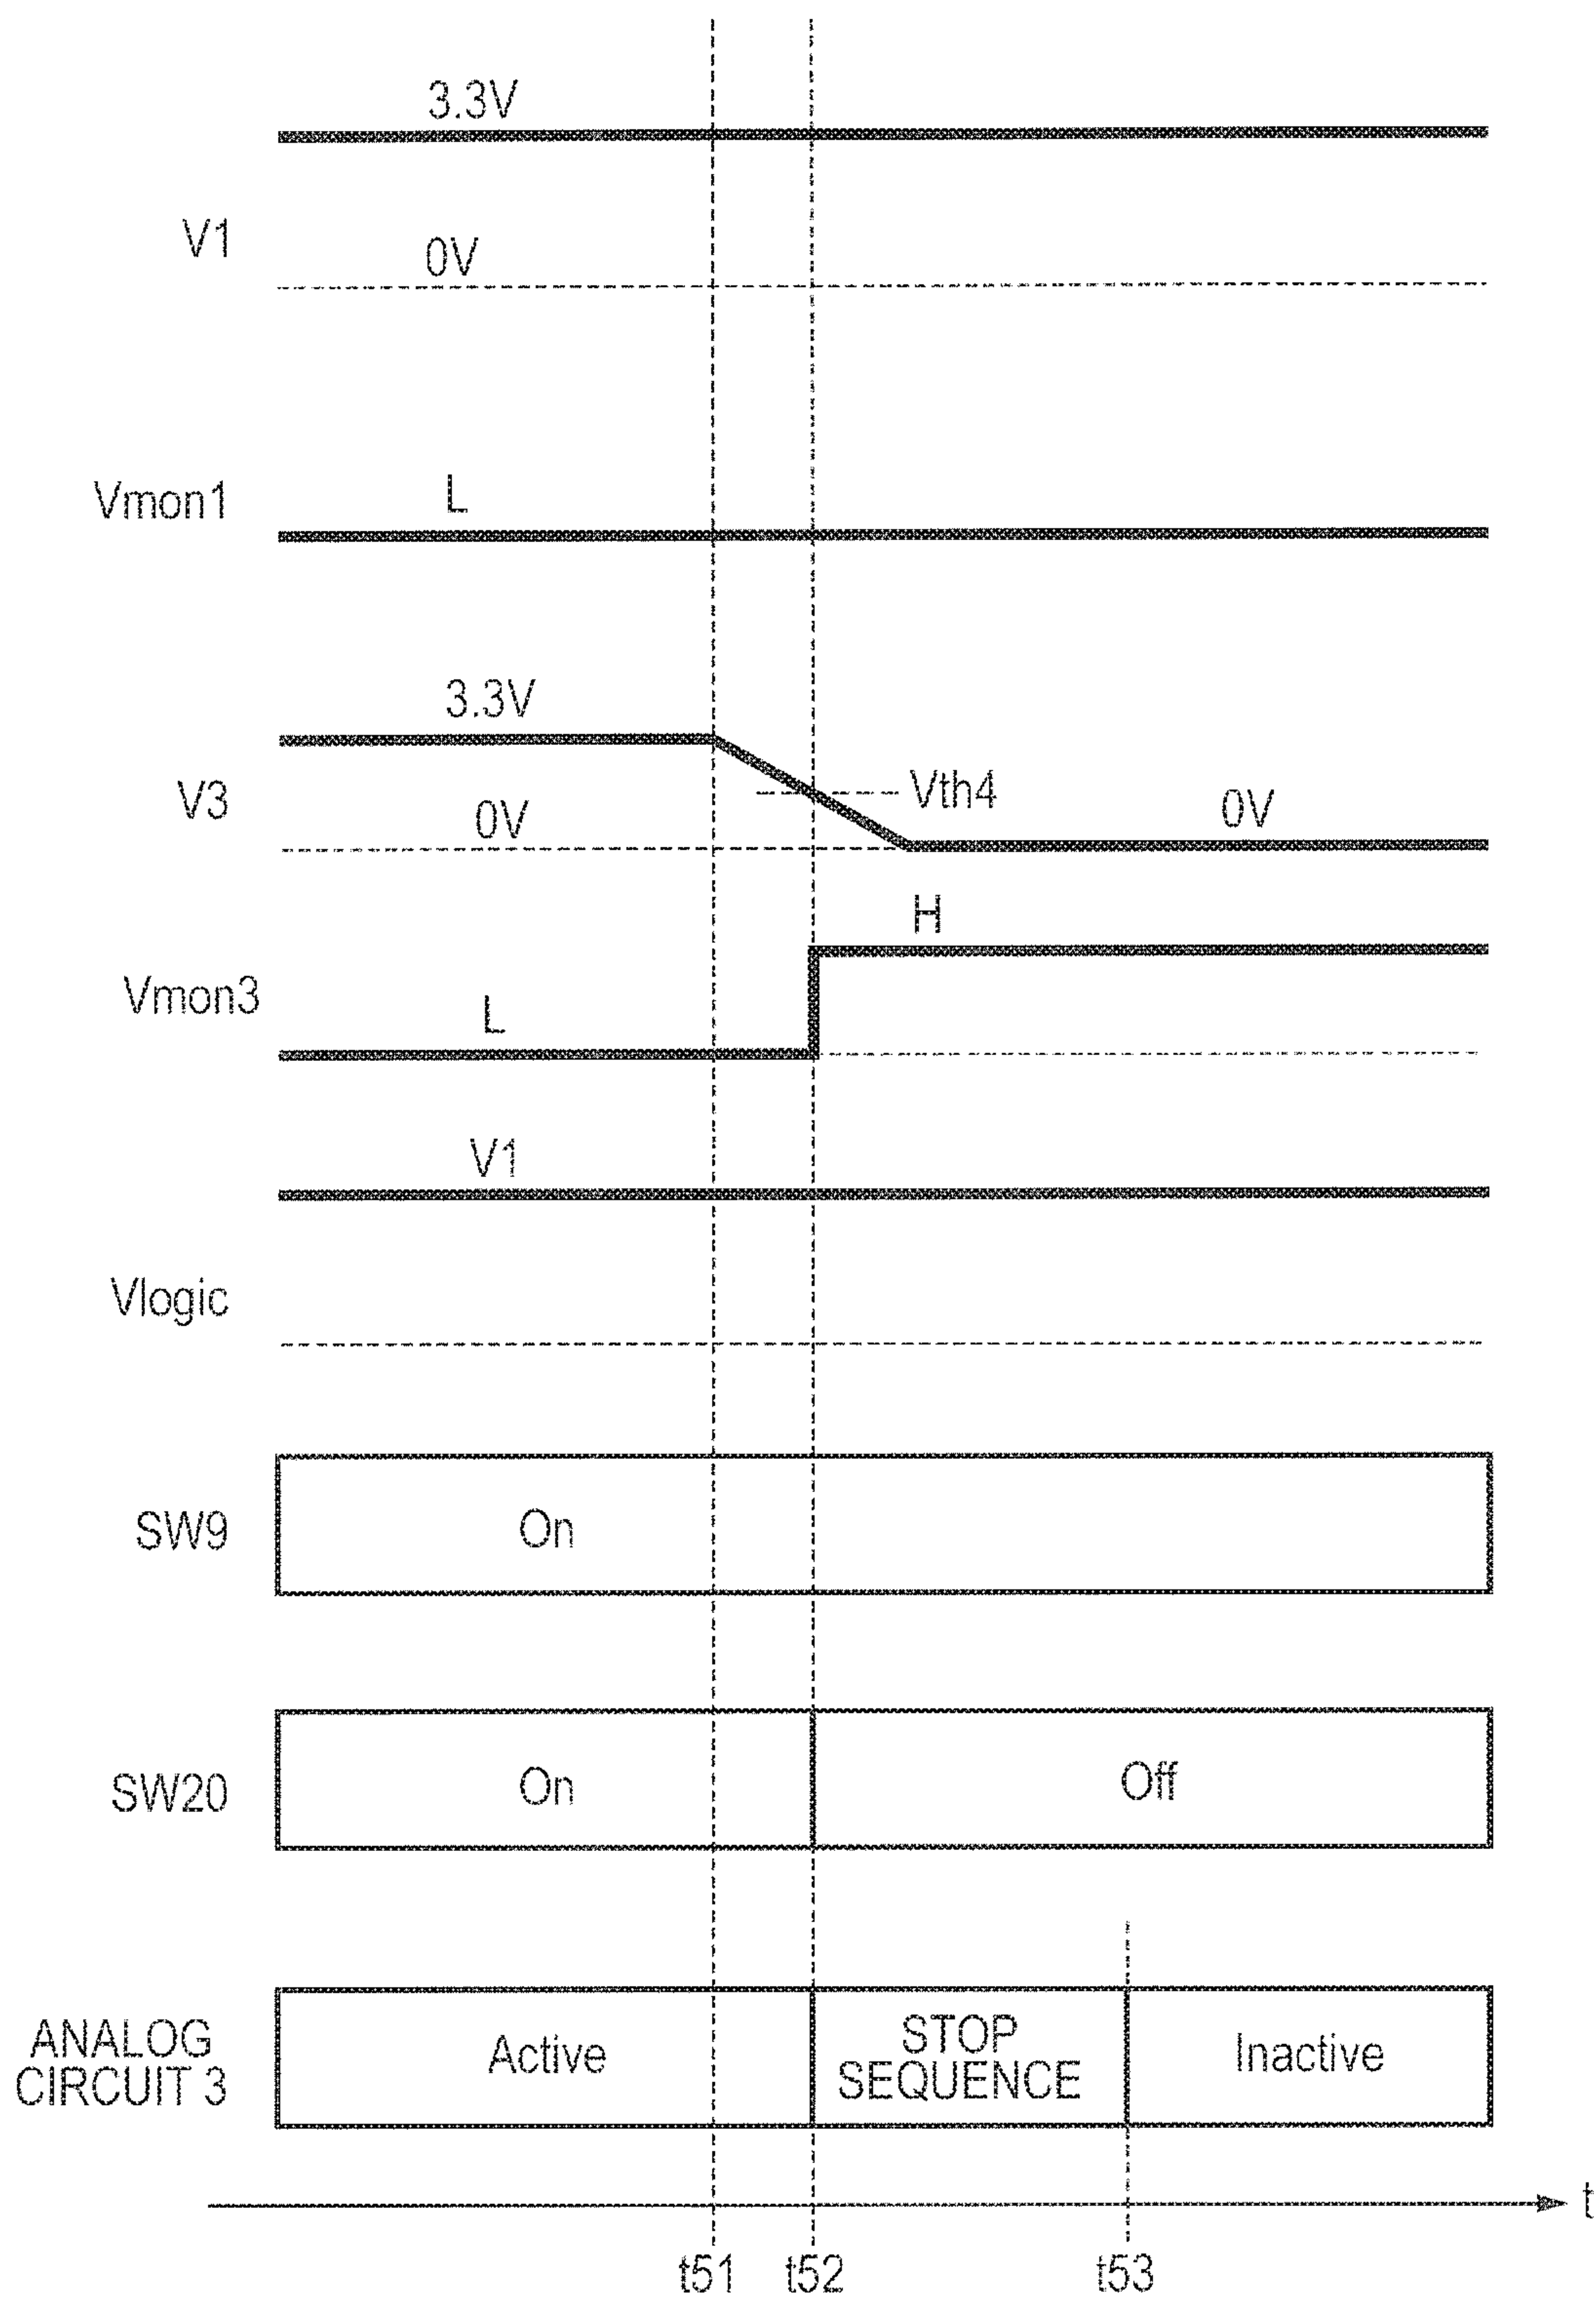 3.3V
V1
0V
Vmon1
L
3.3V
V3
0V
Vth4
0V
H
Vmon3
L
V1
Vlogic
SW9
On
SW20
On
Off
ANALOG
CIRCUIT 3
Active
STOP
SEQUENCE
Inactive
t
t51
t52
t53